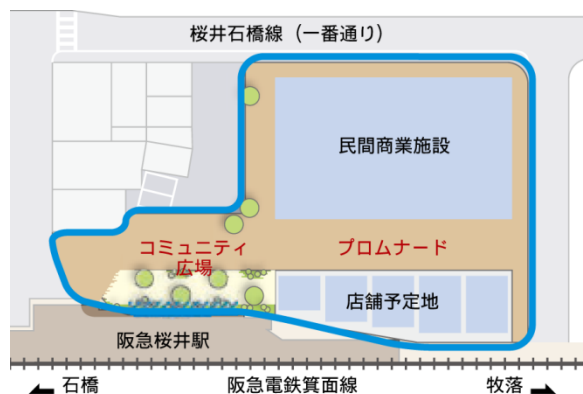 桜井石橋線（一番通り）
民間商業施設
コミュニティ
広場
プロムナード
店舗予定地
阪急桜井駅
石橋
阪急電鉄箕面線
牧落